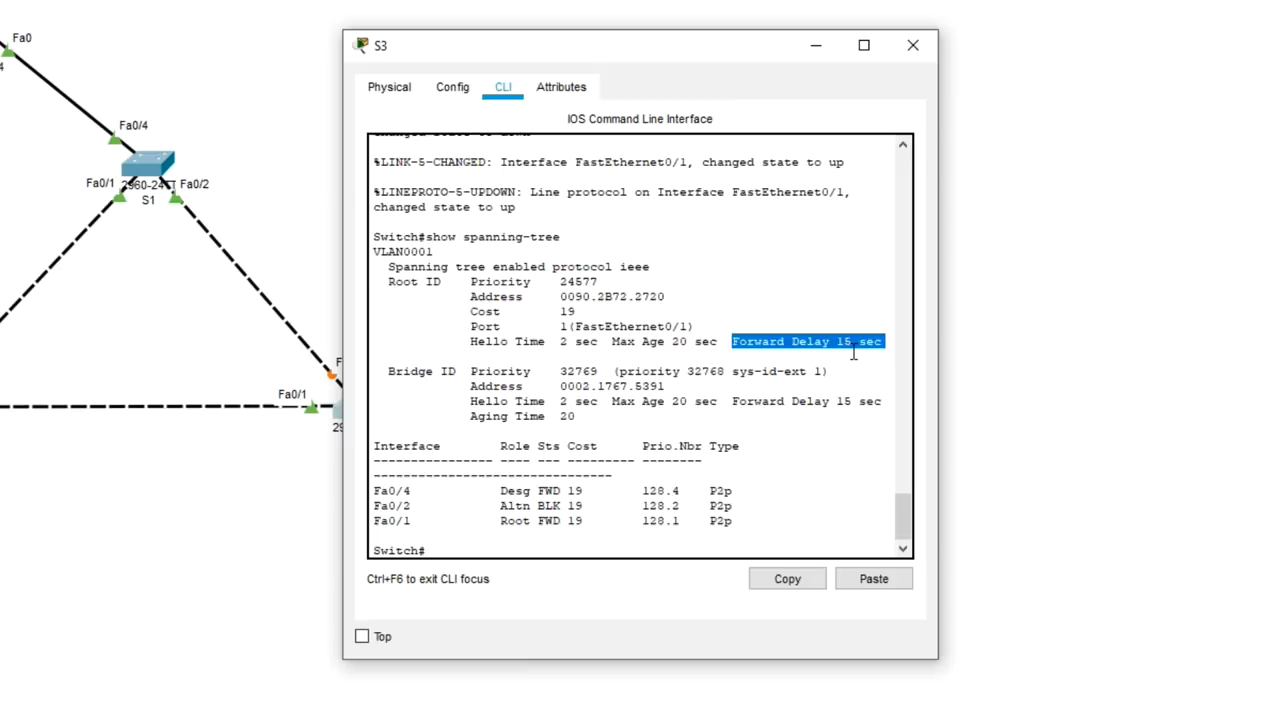 Fa0
4
Fa0/4
Fa0/1
2960-24TT
Fa0/2
S1
F
Fa0/1
29
S3
Physical Config CLI Attributes
IOS Command Line Interface
%LINK-5-CHANGED: Interface FastEthernet0/1, changed state to up
%LINEPROTO-5-UPDOWN: Line protocol on Interface FastEthernet0/1,
changed state to up
Switch#show spanning-tree
VLAN0001
Spanning tree enabled protocol ieee
Root ID Priority 24577
Address 0090.2B72.2720
Cost 19
Port 1(FastEthernet0/1)
Hello Time 2 sec Max Age 20 sec Forward Delay 15 sec
Bridge ID Priority 32769 (priority 32768 sys-id-ext 1)
Address 0002.1767.5391
Hello Time 2 sec Max Age 20 sec Forward Delay 15 sec
Aging Time 20
Interface Role Sts Cost Prio.Nbr Type
---------------- ---- --- --------- --------
--------------------------------
Fa0/4 Desg FWD 19 128.4 P2p
Fa0/2 Altn BLK 19 128.2 P2p
Fa0/1 Root FWD 19 128.1 P2p
Switch#
Ctrl+F6 to exit CLI focus
Copy Paste
Top